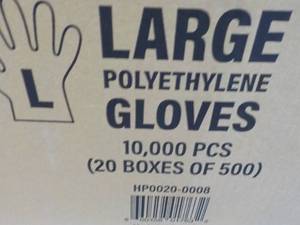 LARGE
L
POLYETHYLENE
GLOVES
10,000 PCS
(20 BOXES OF 500)
HP0020-0008